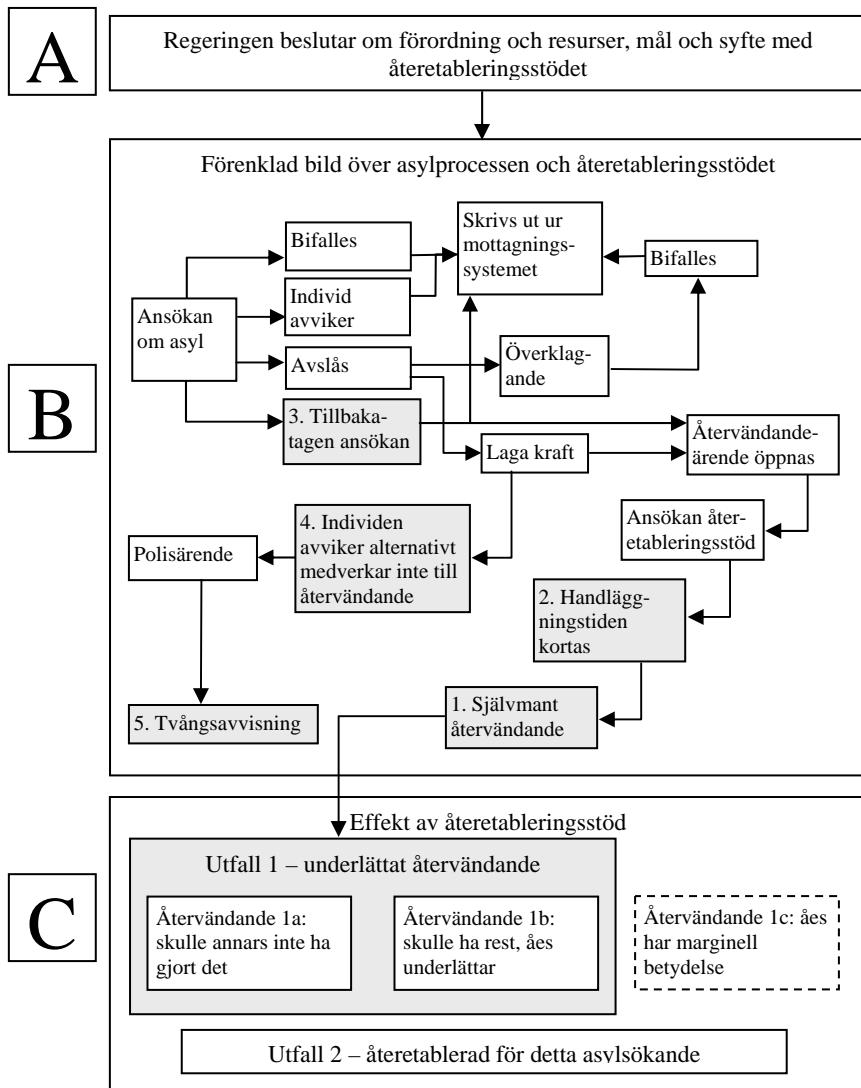 A
Regeringen beslutar om förordning och resurser, mål och syfte med
återetableringsstödet
B
Förenklad bild över asylprocessen och återetableringsstödet
Bifalles
Skrivs ut ur
mottagnings-
systemet
Bifalles
Individ
avviker
Ansökan
om asyl
Avslås
Överklag-
ande
3. Tillbaka-
tagen ansökan
Laga kraft
Återvändande-
ärende öppnas
Ansökan åter-
etableringsstöd
4. Individen
avviker alternativt
medverkar inte till
återvändande
Polisärende
2. Handlägg-
ningstiden
kortas
1. Självmant
återvändande
5. Tvångsavvisning
C
Effekt av återetableringsstöd
Utfall 1 – underlättat återvändande
Återvändande 1a:
skulle annars inte ha
gjort det
Återvändande 1b:
skulle ha rest, åes
underlättar
Återvändande 1c: åes
har marginell
betydelse
Utfall 2 – återetablerad för detta asvlsökande